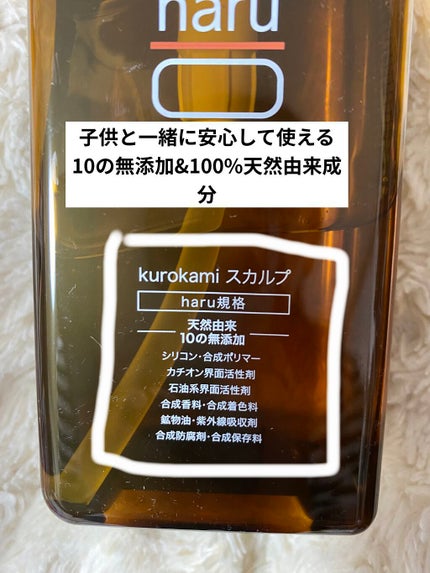 haru
子供と一緒に安心して使える
10の無添加&100%天然由来成
分
kurokami スカルプ
haru規格
天然由来
10の無添加
シリコン・合成ポリマー
カチオン界面活性剤
石油系界面活性剤
合成香料・合成着色料
鉱物油・紫外線吸収剤
合成防腐剤・合成保存料